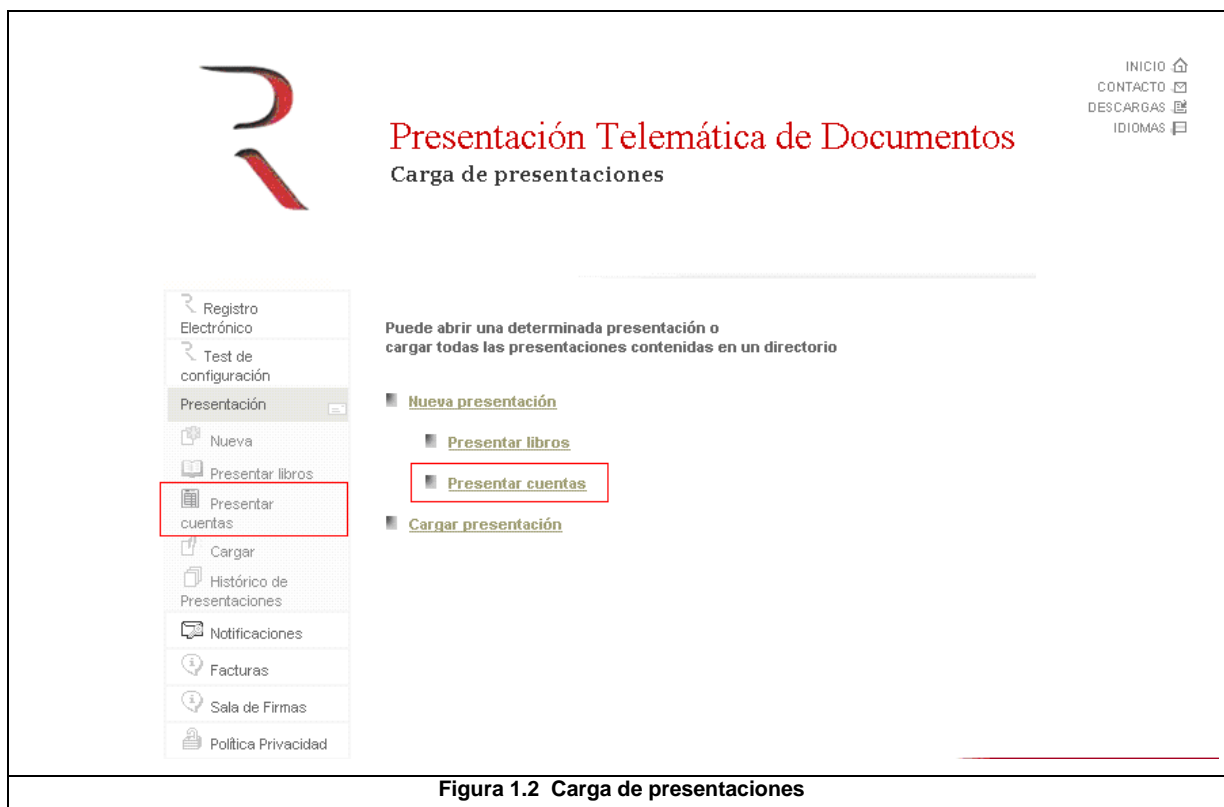 INICIO
CONTACTO
DESCARGAS
IDIOMAS
Presentación Telemática de Documentos
Carga de presentaciones
Registro
Electrónico
Test de
configuración
Presentación
Nueva
Presentar libros
Presentar
cuentas
Cargar
Histórico de
Presentaciones
Notificaciones
Facturas
Sala de Firmas
Política Privacidad
Puede abrir una determinada presentación o
cargar todas las presentaciones contenidas en un directorio
Nueva presentación
Presentar libros
Presentar cuentas
Cargar presentación
Figura 1.2 Carga de presentaciones